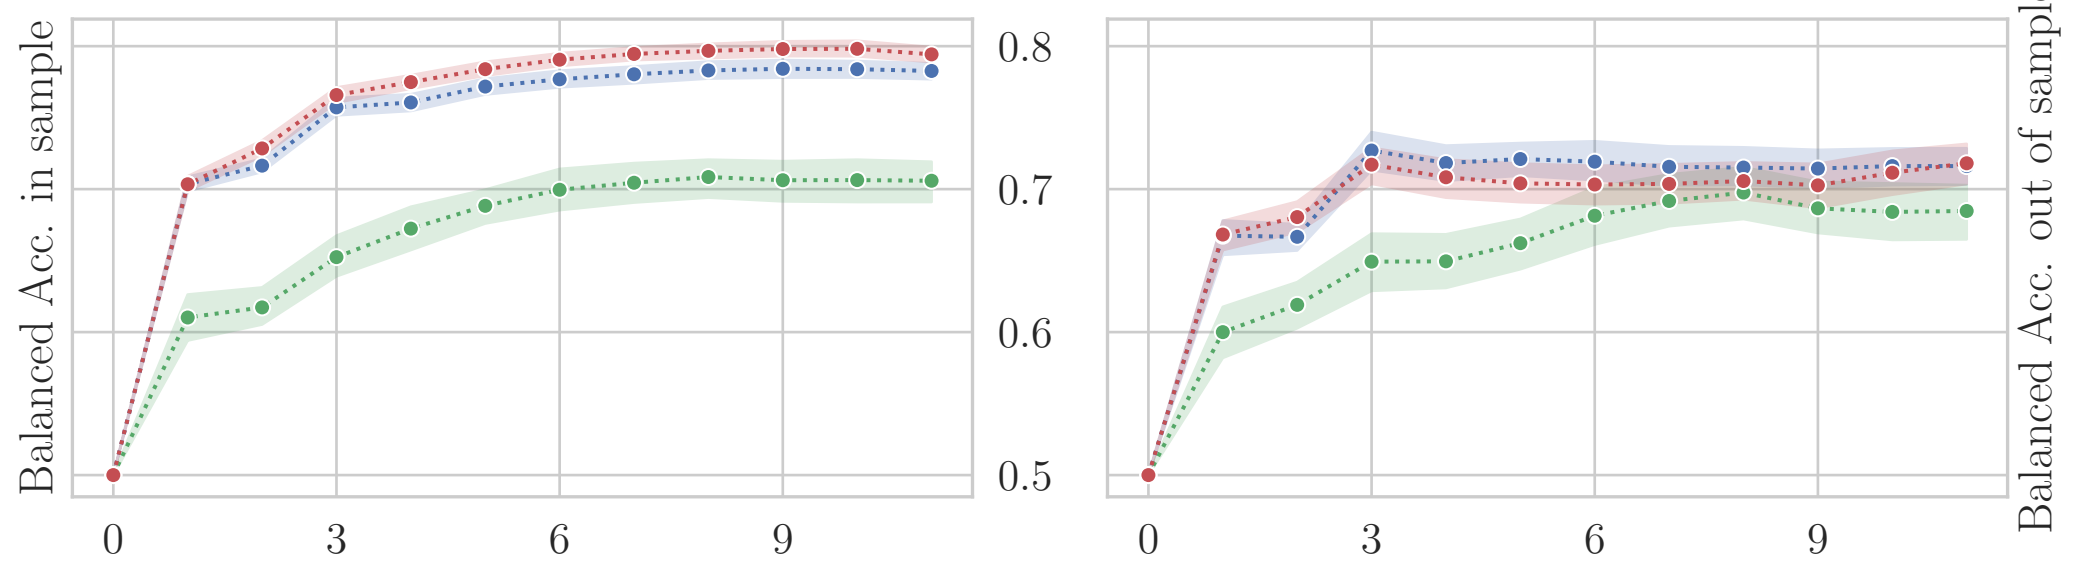 Balanced Acc. in sample
0.8
0.7
0.6
0.5
0 3 6 9
Balanced Acc. out of sample
0 3 6 9